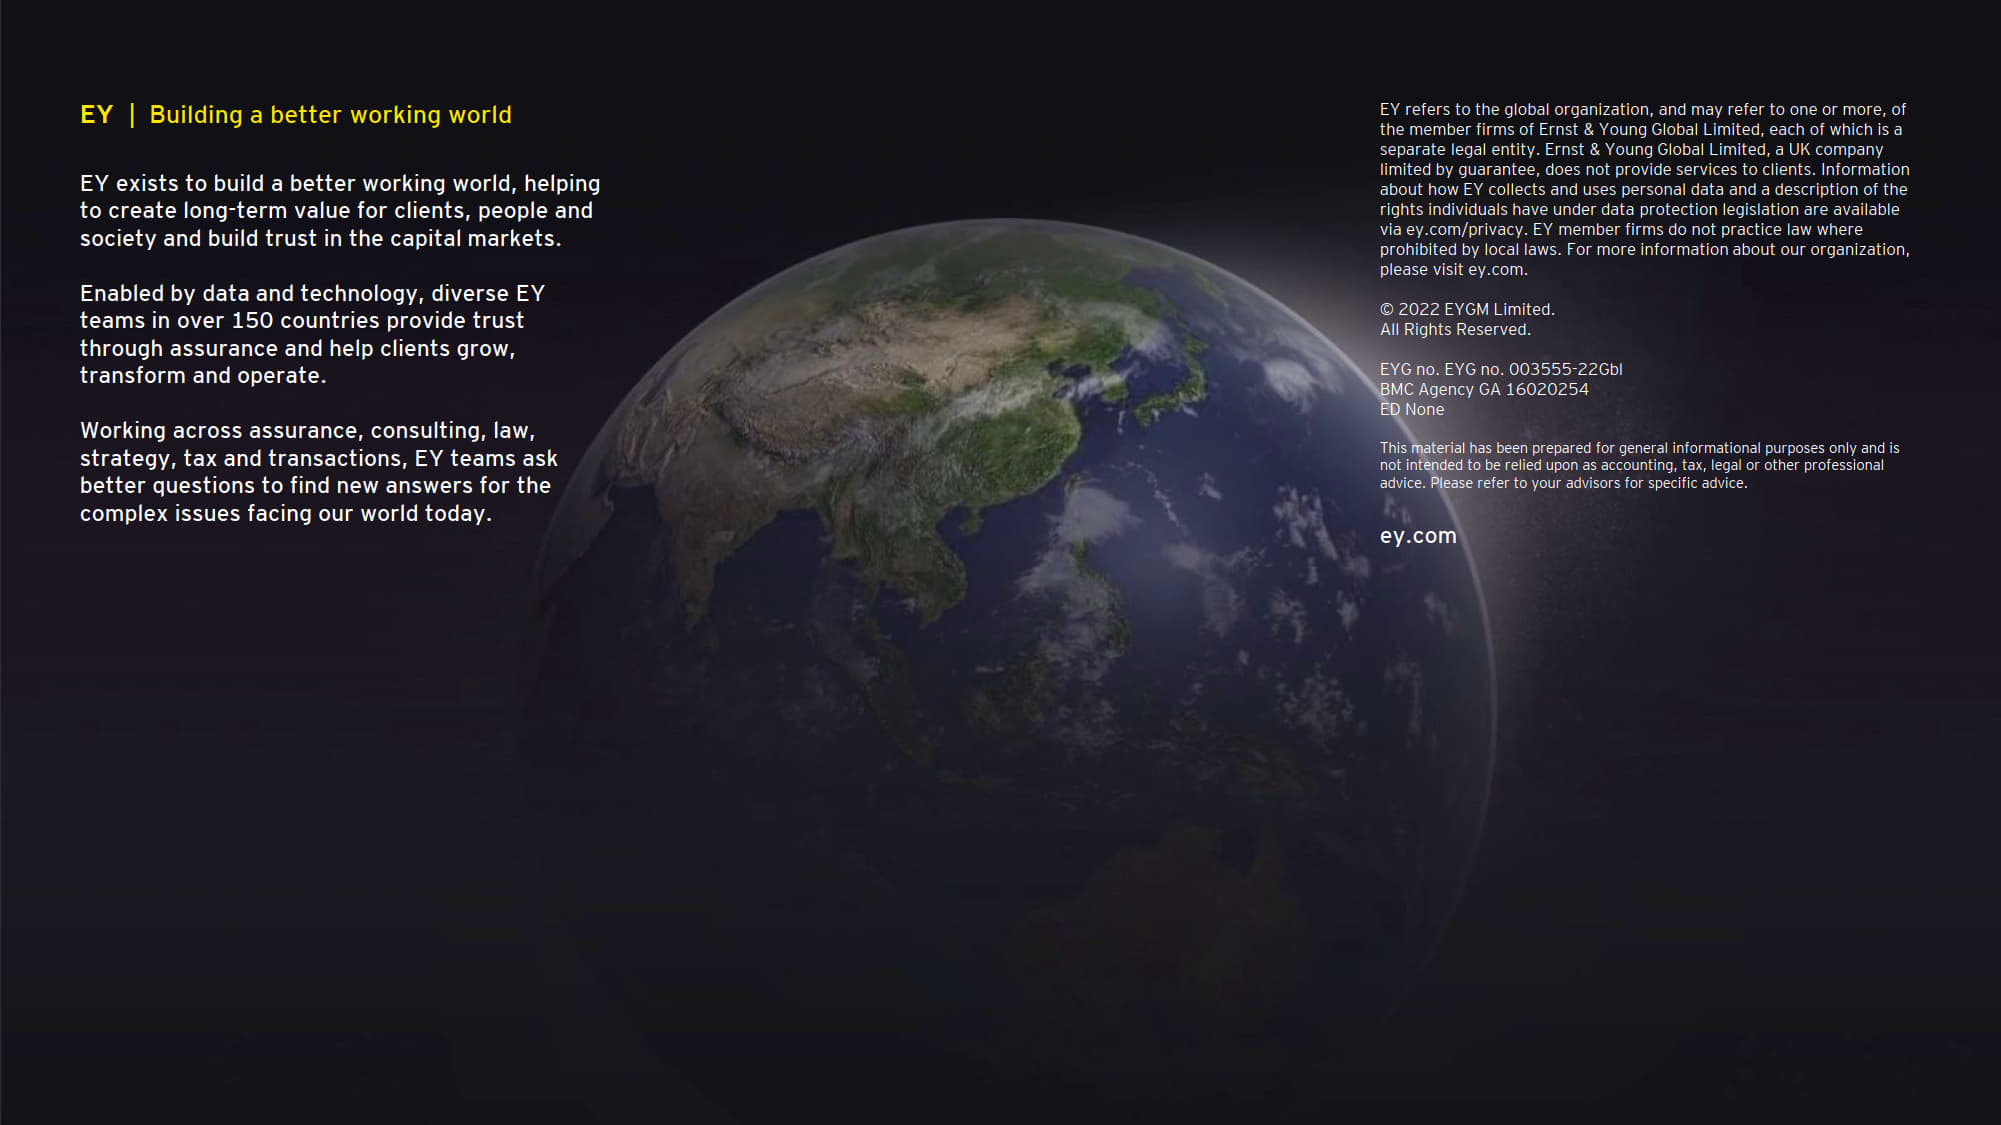 EY | Building a better working world
EY exists to build a better working world, helping
to create long-term value for clients, people and
society and build trust in the capital markets.
Enabled by data and technology, diverse EY
teams in over 150 countries provide trust
through assurance and help clients grow,
transform and operate.
Working across assurance, consulting, law,
strategy, tax and transactions, EY teams ask
better questions to find new answers for the
complex issues facing our world today.
EY refers to the global organization, and may refer to one or more, of
the member firms of Ernst & Young Global Limited, each of which is a
separate legal entity. Ernst & Young Global Limited, a UK company
limited by guarantee, does not provide services to clients. Information
about how EY collects and uses personal data and a description of the
rights individuals have under data protection legislation are available
via ey.com/privacy. EY member firms do not practice law where
prohibited by local laws. For more information about our organization,
please visit ey.com.
© 2022 EYGM Limited.
All Rights Reserved.
EYG no. EYG no. 003555-22Gbl
BMC Agency GA 16020254
ED None
This material has been prepared for general informational purposes only and is
not intended to be relied upon as accounting, tax, legal or other professional
advice. Please refer to your advisors for specific advice.
ey.com